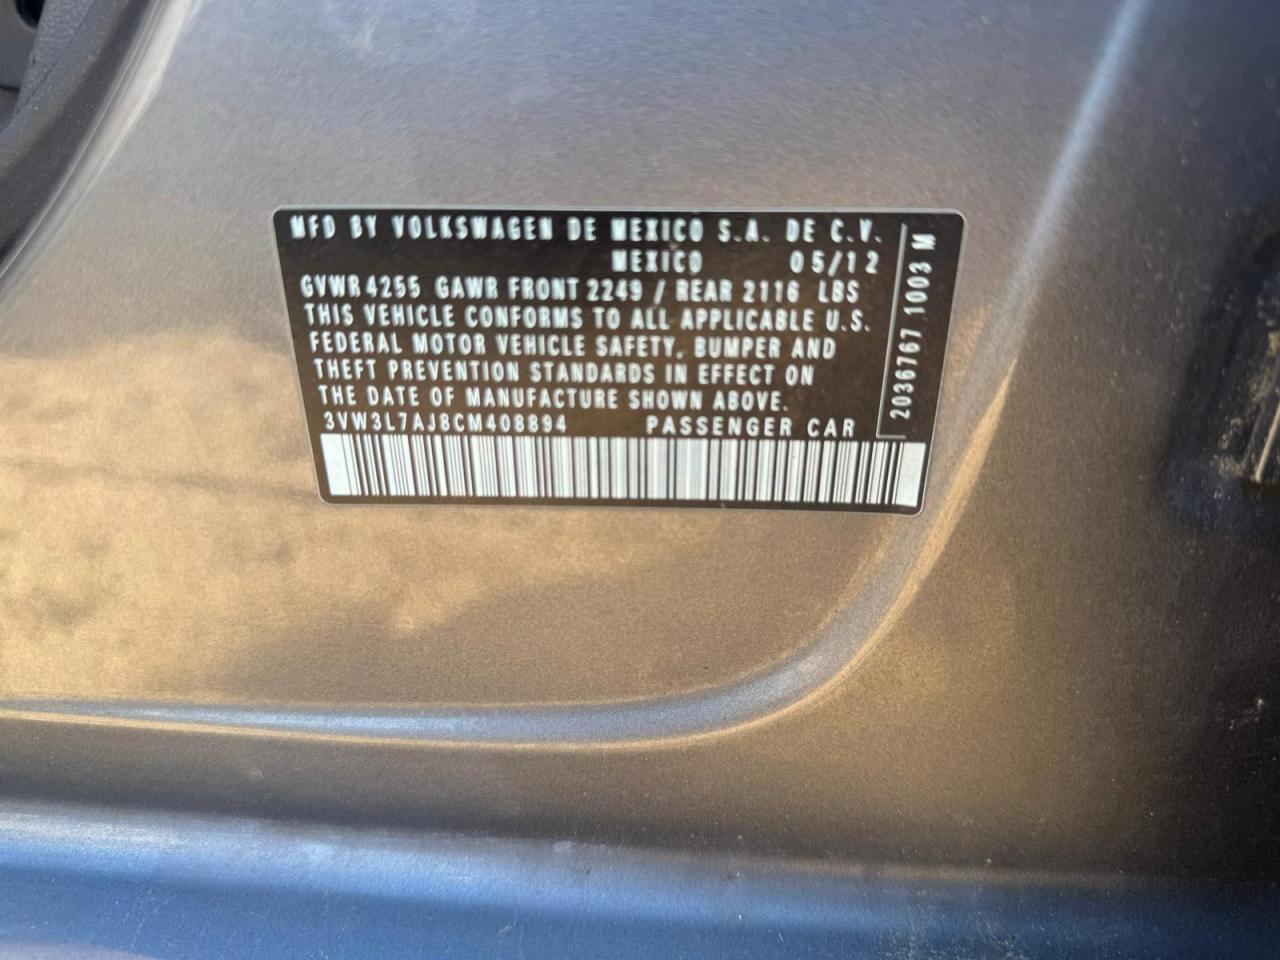 MFD BY VOLKSWAGEN DE MEXICO S.A. DE C.V.
MEXICO 05/12
GVWR 4255 GAWR FRONT 2249 / REAR 2116 LBS
THIS VEHICLE CONFORMS TO ALL APPLICABLE U.S.
FEDERAL MOTOR VEHICLE SAFETY, BUMPER AND
THEFT PREVENTION STANDARDS IN EFFECT ON
THE DATE OF MANUFACTURE SHOWN ABOVE.
3VW3L7AJ8CM408894 PASSENGER CAR
2036767 1003 M